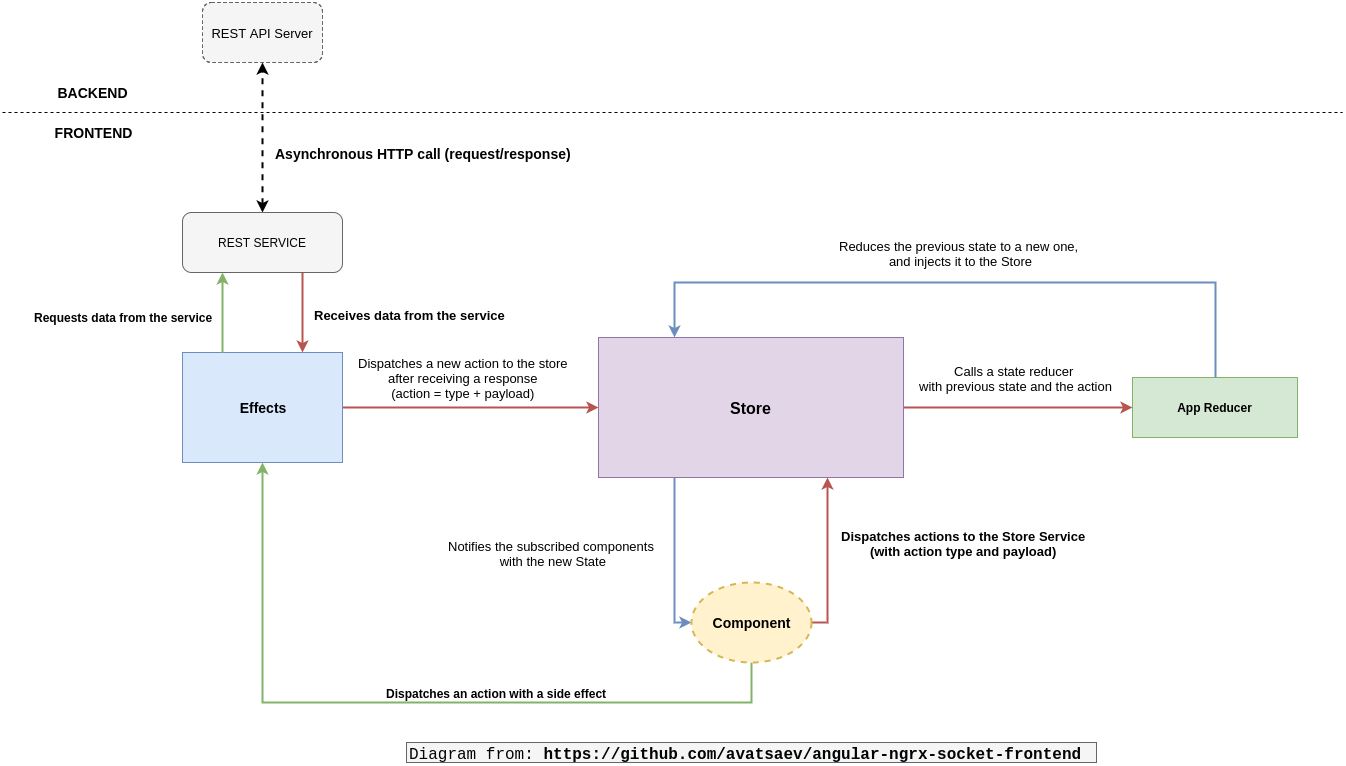 REST API Server
BACKEND
FRONTEND
Asynchronous HTTP call (request/response)
REST SERVICE
Reduces the previous state to a new one,
and injects it to the Store
Requests data from the service
Receives data from the service
Dispatches a new action to the store
after receiving a response
(action = type + payload)
Calls a state reducer
with previous state and the action
Effects
Store
App Reducer
Notifies the subscribed components
with the new State
Dispatches actions to the Store Service
(with action type and payload)
Component
Dispatches an action with a side effect
Diagram from: https://github.com/avatsaev/angular-ngrx-socket-frontend